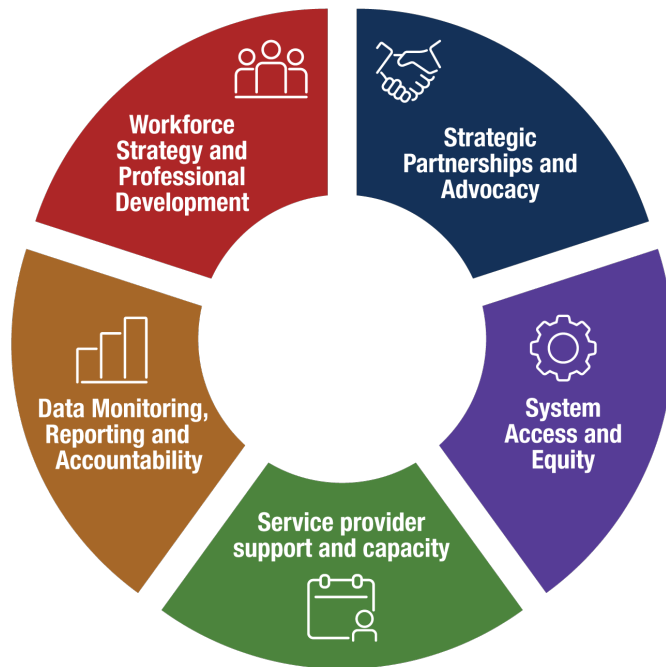 Workforce
Strategy and
Professional
Development
Strategic
Partnerships and
Advocacy
System
Access and
Equity
Service provider
support and capacity
Data Monitoring,
Reporting and
Accountability